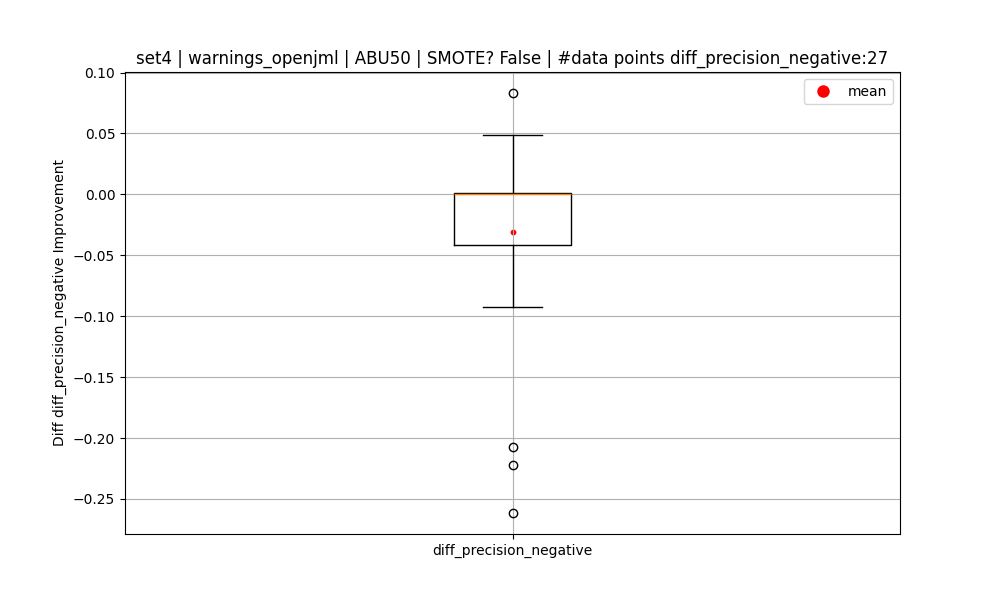 set4 | warnings_openjml | ABU50 | SMOTE? False | #data points diff_precision_negative:27
mean
Diff diff_precision_negative Improvement
0.10
0.05
0.00
−0.05
−0.10
−0.15
−0.20
−0.25
diff_precision_negative